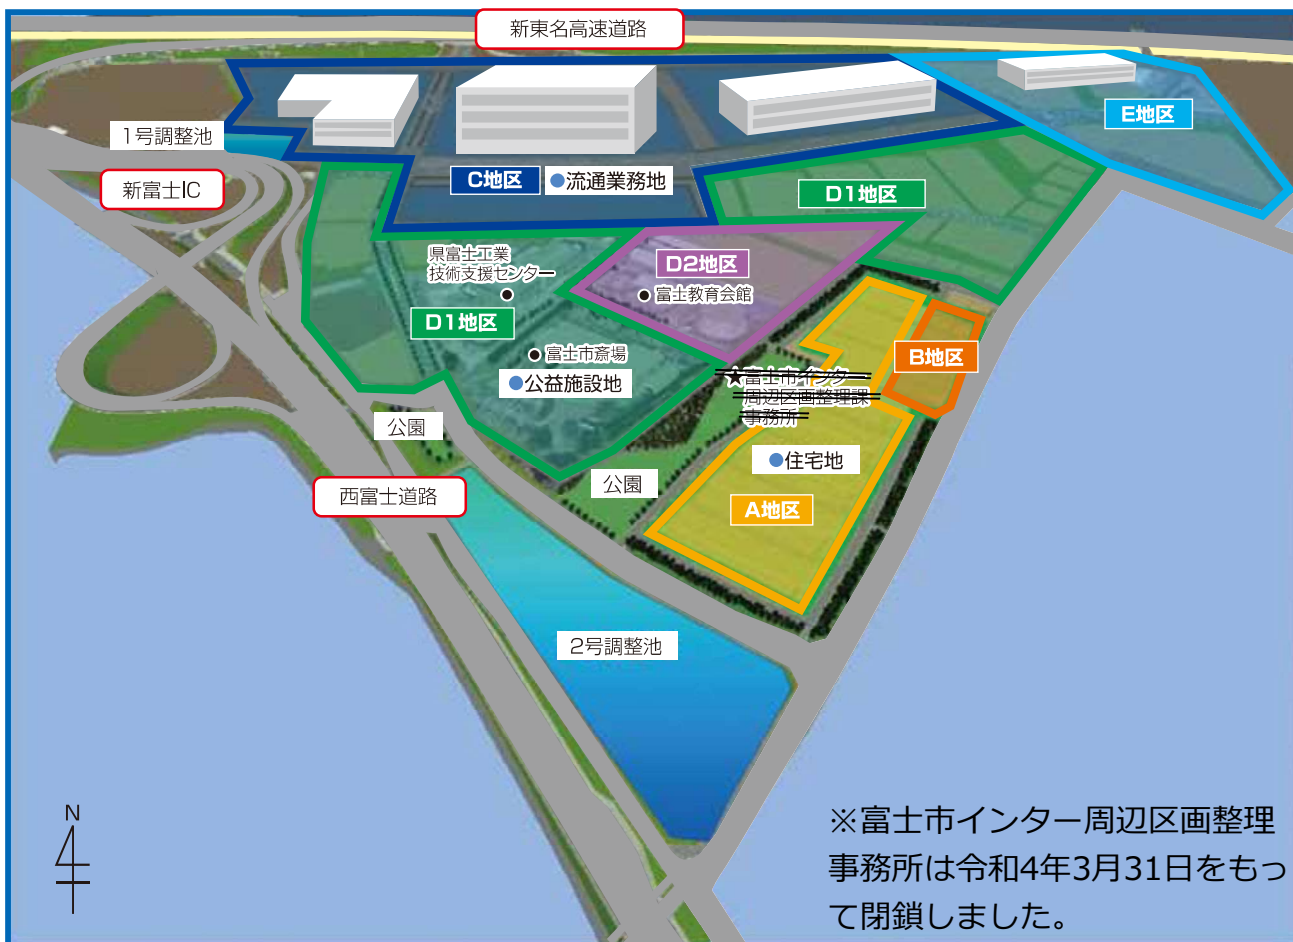 新東名高速道路
1号調整池
新富士IC
C地区
●流通業務地
E地区
D1地区
県富士工業
技術支援センター
D2地区
富士教育会館
D1地区
富士市斎場
●公益施設地
B地区
★富士市インター
周辺区画整理課
事務所
公園
●住宅地
公園
西富士道路
A地区
2号調整池
N
※富士市インター周辺区画整理
事務所は令和4年3月31日をもっ
て閉鎖しました。